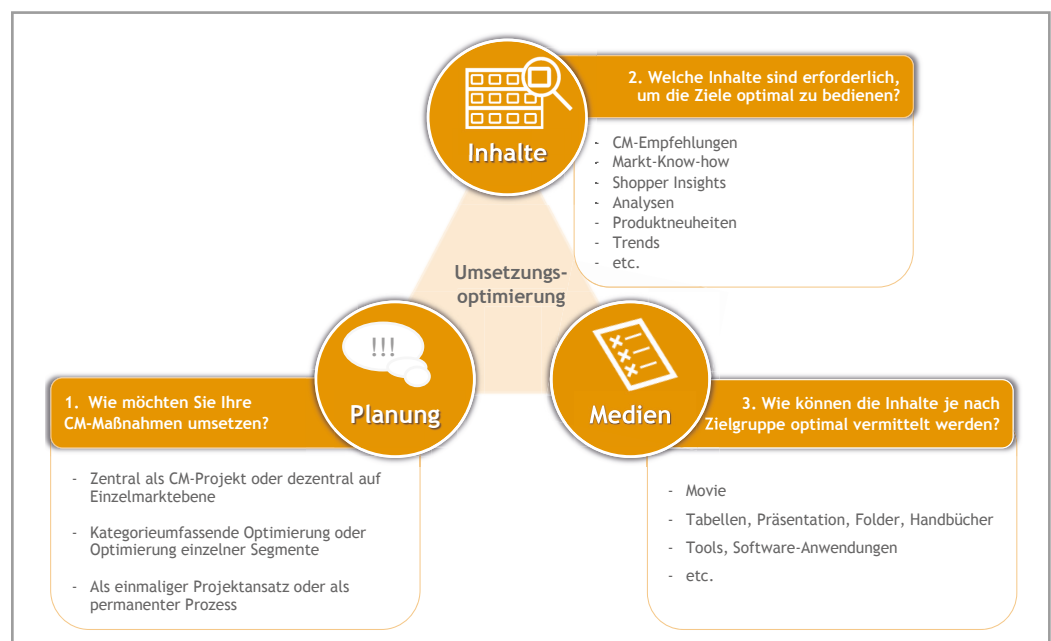 Inhalte
2. Welche Inhalte sind erforderlich,
um die Ziele optimal zu bedienen?
- CM-Empfehlungen
- Markt-Know-how
- Shopper Insights
- Analysen
- Produktneuheiten
- Trends
- etc.
Umsetzungs-
optimierung
!!!
Planung
1. Wie möchten Sie Ihre
CM-Maßnahmen umsetzen?
- Zentral als CM-Projekt oder dezentral auf
Einzelmarktebene
- Kategorieumfassende Optimierung oder
Optimierung einzelner Segmente
- Als einmaliger Projektansatz oder als
permanenter Prozess
Medien
3. Wie können die Inhalte je nach
Zielgruppe optimal vermittelt werden?
- Movie
- Tabellen, Präsentation, Folder, Handbücher
- Tools, Software-Anwendungen
- etc.